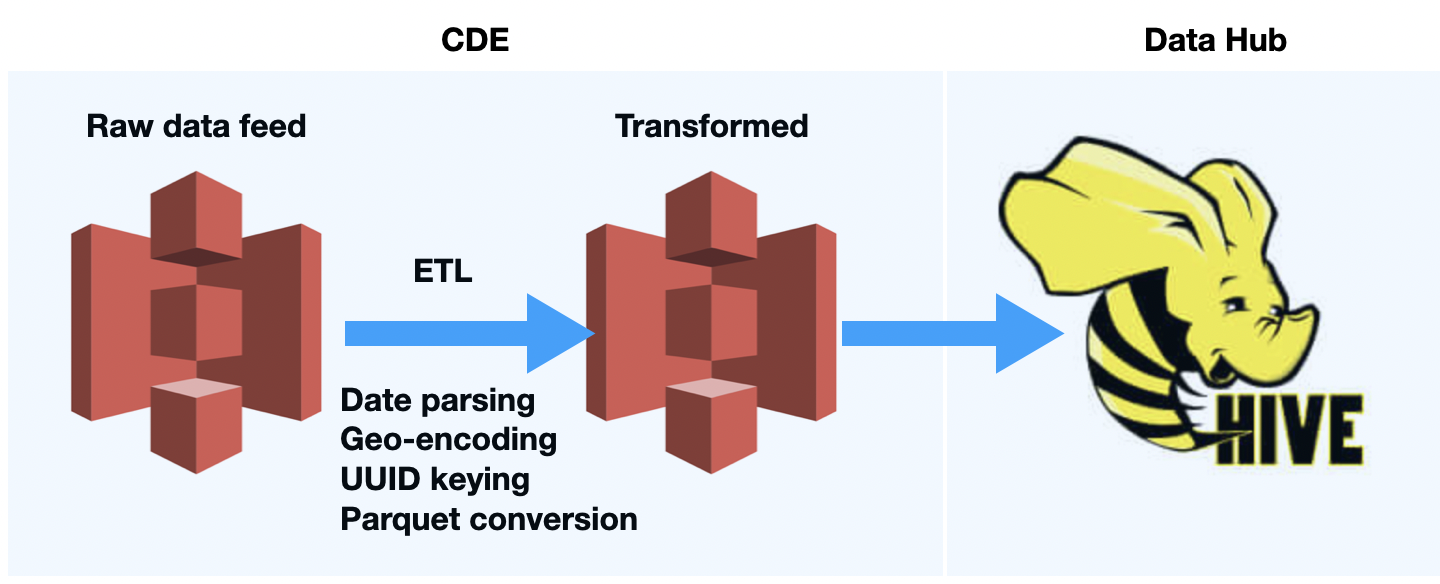 CDE
Data Hub
Raw data feed
Transformed
ETL
Date parsing
Geo-encoding
UUID keying
Parquet conversion
HIVE